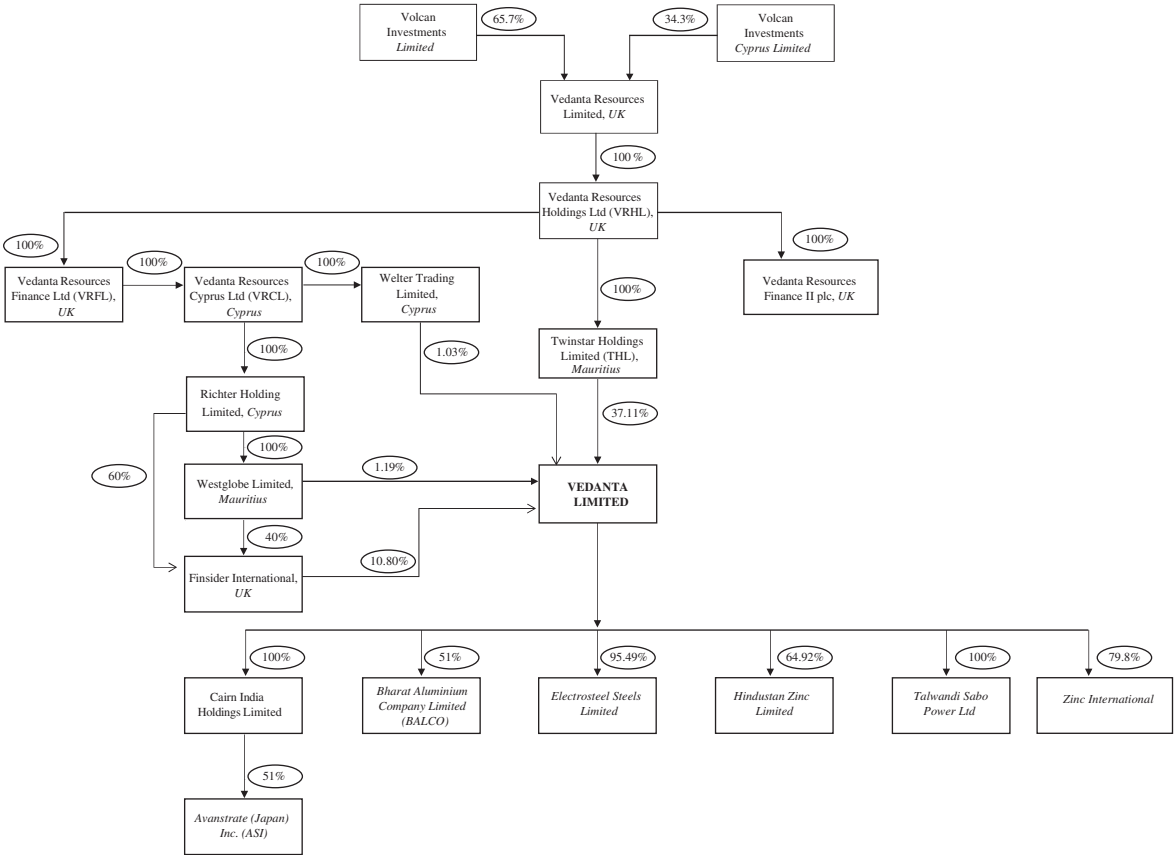 Volcan
Investments
Limited
65.7%
34.3%
Volcan
Investments
Cyprus Limited
Vedanta Resources
Limited, UK
100 %
Vedanta Resources
Holdings Ltd (VRHL),
UK
100%
100%
100%
100%
100%
Vedanta Resources
Finance Ltd (VRFL),
UK
Vedanta Resources
Cyprus Ltd (VRCL),
Cyprus
Welter Trading
Limited,
Cyprus
Vedanta Resources
Finance II plc, UK
100%
1.03%
Twinstar Holdings
Limited (THL),
Mauritius
Richter Holding
Limited, Cyprus
37.11%
100%
60%
1.19%
Westglobe Limited,
Mauritius
VEDANTA
LIMITED
40%
10.80%
Finsider International,
UK
100%
51%
95.49%
64.92%
100%
79.8%
Cairn India
Holdings Limited
Bharat Aluminium
Company Limited
(BALCO)
Electrosteel Steels
Limited
Hindustan Zinc
Limited
Talwandi Sabo
Power Ltd
Zinc International
51%
Avanstrate (Japan)
Inc. (ASI)